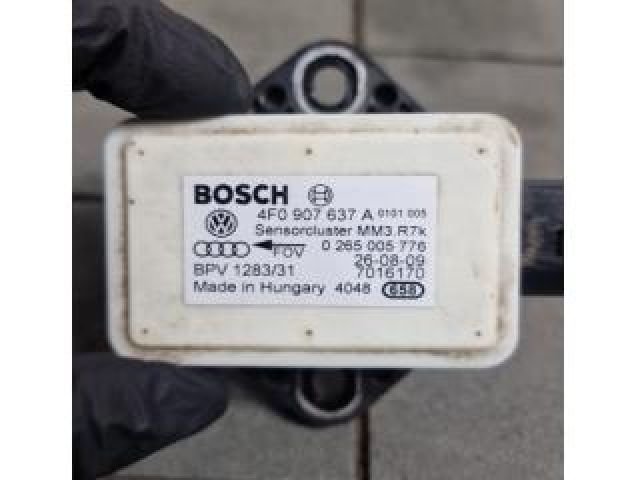 BOSCH
4F0 907 637 A 0101 005
Sensorcluster MM3.R7k
FOV 0 265 005 776
26-08-09
BPV 1283/31 7016170
Made in Hungary 4048